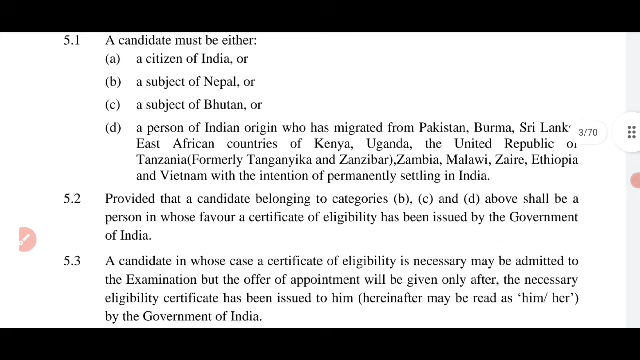 5.1 A candidate must be either:
(a) a citizen of India, or
(b) a subject of Nepal, or
(c) a subject of Bhutan, or
(d) a person of Indian origin who has migrated from Pakistan, Burma, Sri Lank
East African countries of Kenya, Uganda, the United Republic of
Tanzania(Formerly Tanganyika and Zanzibar),Zambia, Malawi, Zaire, Ethiopia
and Vietnam with the intention of permanently settling in India.
3/70
5.2 Provided that a candidate belonging to categories (b), (c) and (d) above shall be a
person in whose favour a certificate of eligibility has been issued by the Government
of India.
5.3 A candidate in whose case a certificate of eligibility is necessary may be admitted to
the Examination but the offer of appointment will be given only after, the necessary
eligibility certificate has been issued to him (hereinafter may be read as ‘him/ her’)
by the Government of India.